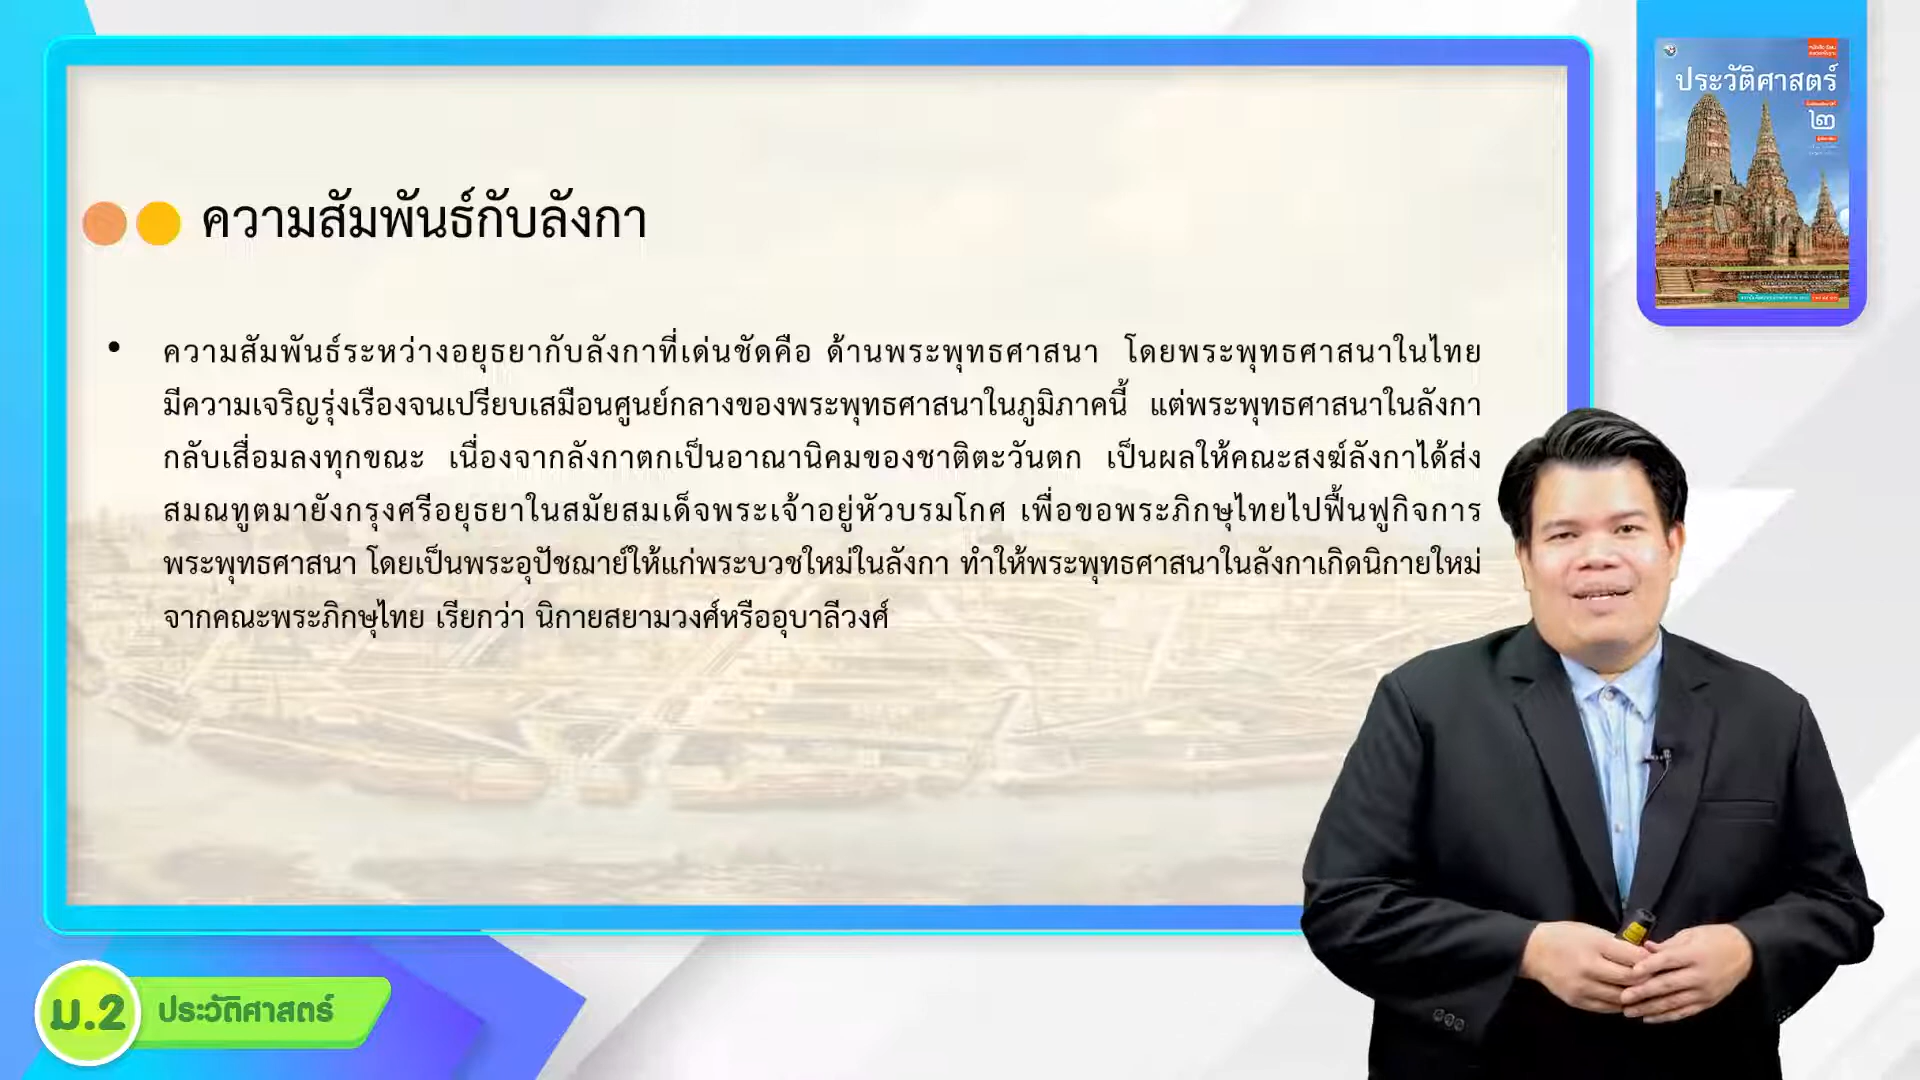 ความสัมพันธ์กับลังกา
ความสัมพันธ์ระหว่างอยุธยากับลังกาที่เด่นชัดคือ ด้านพระพุทธศาสนา โดยพระพุทธศาสนาในไทย
มีความเจริญรุ่งเรืองจนเปรียบเสมือนศูนย์กลางของพระพุทธศาสนาในภูมิภาคนี้ แต่พระพุทธศาสนาในลังกา
กลับเสื่อมลงทุกขณะ เนื่องจากลังกาตกเป็นอาณานิคมของชาติตะวันตก เป็นผลให้คณะสงฆ์ลังกาได้ส่ง
สมณทูตมายังกรุงศรีอยุธยาในสมัยสมเด็จพระเจ้าอยู่หัวบรมโกศ เพื่อขอพระภิกษุไทยไปฟื้นฟูกิจการ
พระพุทธศาสนา โดยเป็นพระอุปัชฌาย์ให้แก่พระบวชใหม่ในลังกา ทำให้พระพุทธศาสนาในลังกาเกิดนิกายใหม่
จากคณะพระภิกษุไทย เรียกว่า นิกายสยามวงศ์หรืออุบาลีวงศ์
ประวัติศาสตร์
๒
ม.2 ประวัติศาสตร์